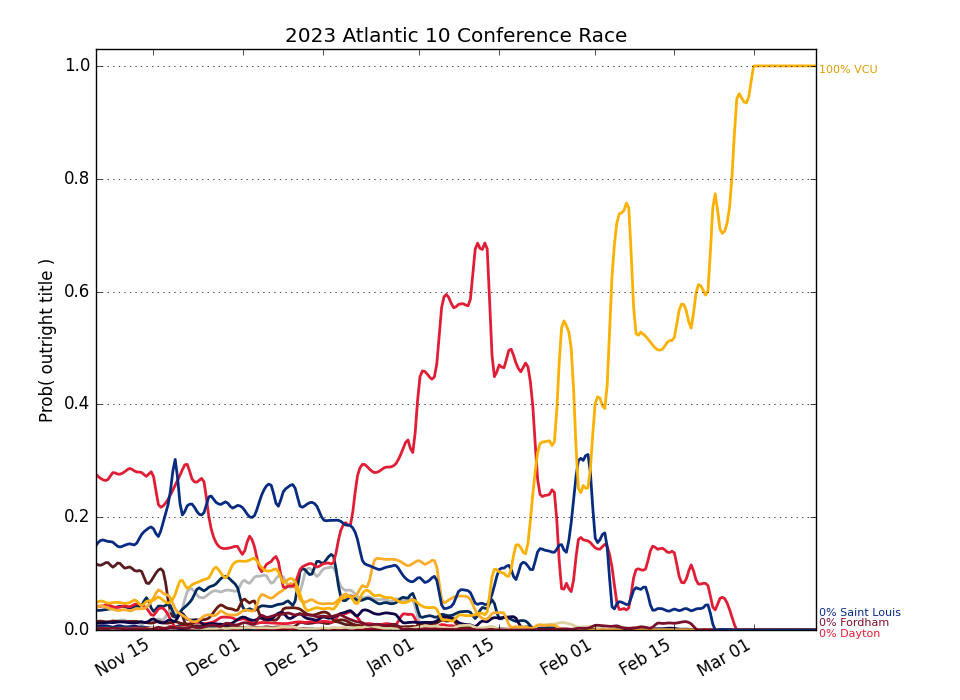 2023 Atlantic 10 Conference Race
Prob( outright title )
1.0
0.8
0.6
0.4
0.2
0.0
Nov 15
Dec 01
Dec 15
Jan 01
Jan 15
Feb 01
Feb 15
Mar 01
100% VCU
0% Saint Louis
0% Fordham
0% Dayton